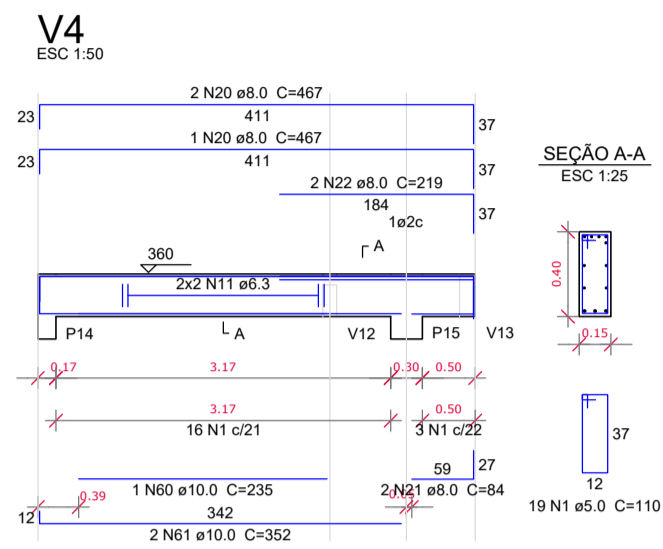 V4
ESC 1:50
2 N20 ø8.0 C=467
23
411
37
1 N20 ø8.0 C=467
23
411
37
2 N22 ø8.0 C=219
184
37
1ø2c
A
360
2x2 N11 ø6.3
P14
A
V12
P15
V13
0.17
3.17
0.30
0.50
3.17
0.50
16 N1 c/21
3 N1 c/22
59
27
1 N60 ø10.0 C=235
2 N21 ø8.0 C=84
0.39
12
342
2 N61 ø10.0 C=352
SEÇÃO A-A
ESC 1:25
0.40
0.15
37
12
19 N1 ø5.0 C=110